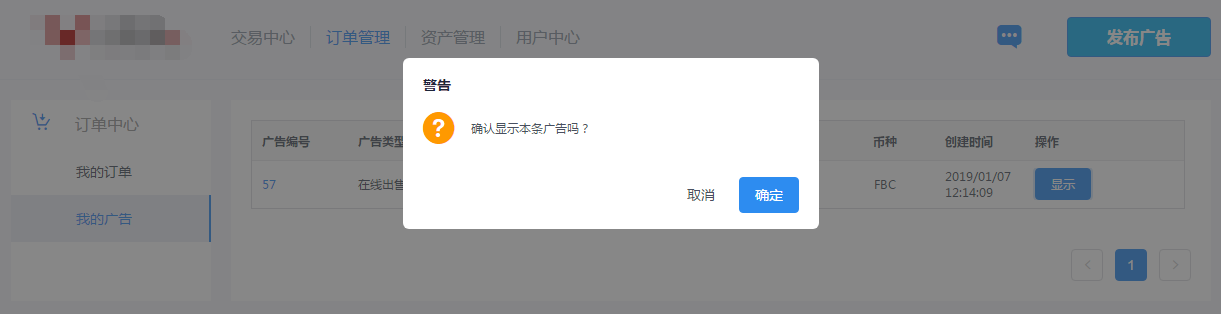 交易中心
订单管理
资产管理
用户中心
发布广告
警告
确认显示本条广告吗？
取消
确定
订单中心
我的订单
我的广告
广告编号
广告类型
币种
创建时间
操作
57
在线出售
FBC
2019/01/07
12:14:09
显示
1